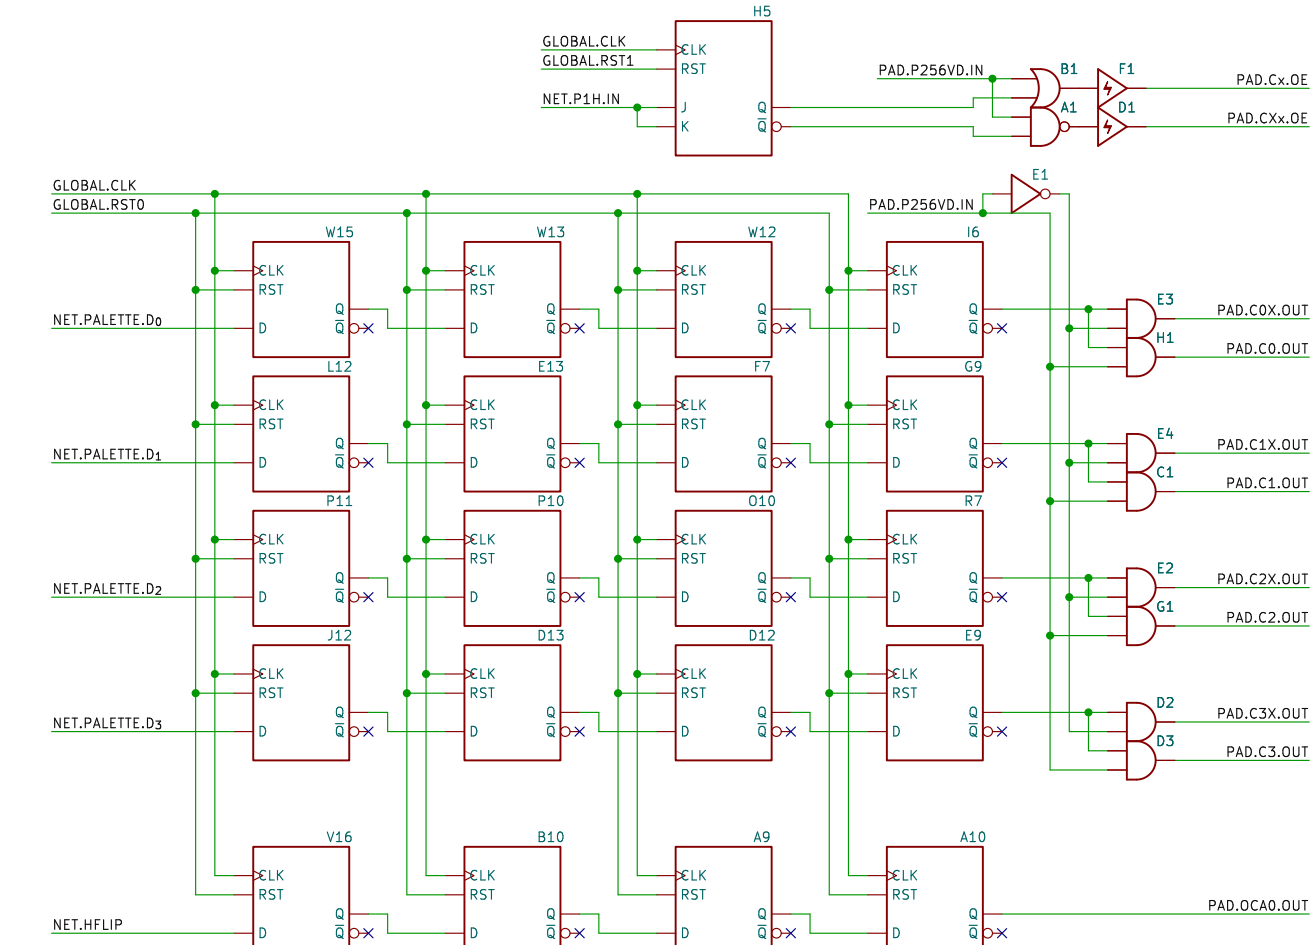 H5
GLOBAL.CLK
CLK
GLOBAL.RST1
RST
PAD.P256VD.IN
B1
F1
PAD.Cx.OE
NET.P1H.IN
J
Q
A1
D1
K
Q
PAD.CXx.OE
GLOBAL.CLK
E1
GLOBAL.RST0
PAD.P256VD.IN
W15 W13 W12 I6
CLK CLK CLK CLK
RST RST RST RST
E3
Q Q Q Q
PAD.C0X.OUT
NET.PALETTE.D0
D Q D Q D Q D Q
H1
PAD.C0.OUT
L12 E13 F7 G9
CLK CLK CLK CLK
RST RST RST RST
E4
Q Q Q Q
PAD.C1X.OUT
NET.PALETTE.D1
D Q D Q D Q D Q
C1
PAD.C1.OUT
P11 P10 O10 R7
CLK CLK CLK CLK
RST RST RST RST
E2
Q Q Q Q
PAD.C2X.OUT
NET.PALETTE.D2
D Q D Q D Q D Q
G1
PAD.C2.OUT
J12 D13 D12 E9
CLK CLK CLK CLK
RST RST RST RST
D2
Q Q Q Q
PAD.C3X.OUT
NET.PALETTE.D3
D Q D Q D Q D Q
D3
PAD.C3.OUT
V16 B10 A9 A10
CLK CLK CLK CLK
RST RST RST RST
Q Q Q Q
PAD.OCA0.OUT
NET.HFLIP
D Q D Q D Q D Q